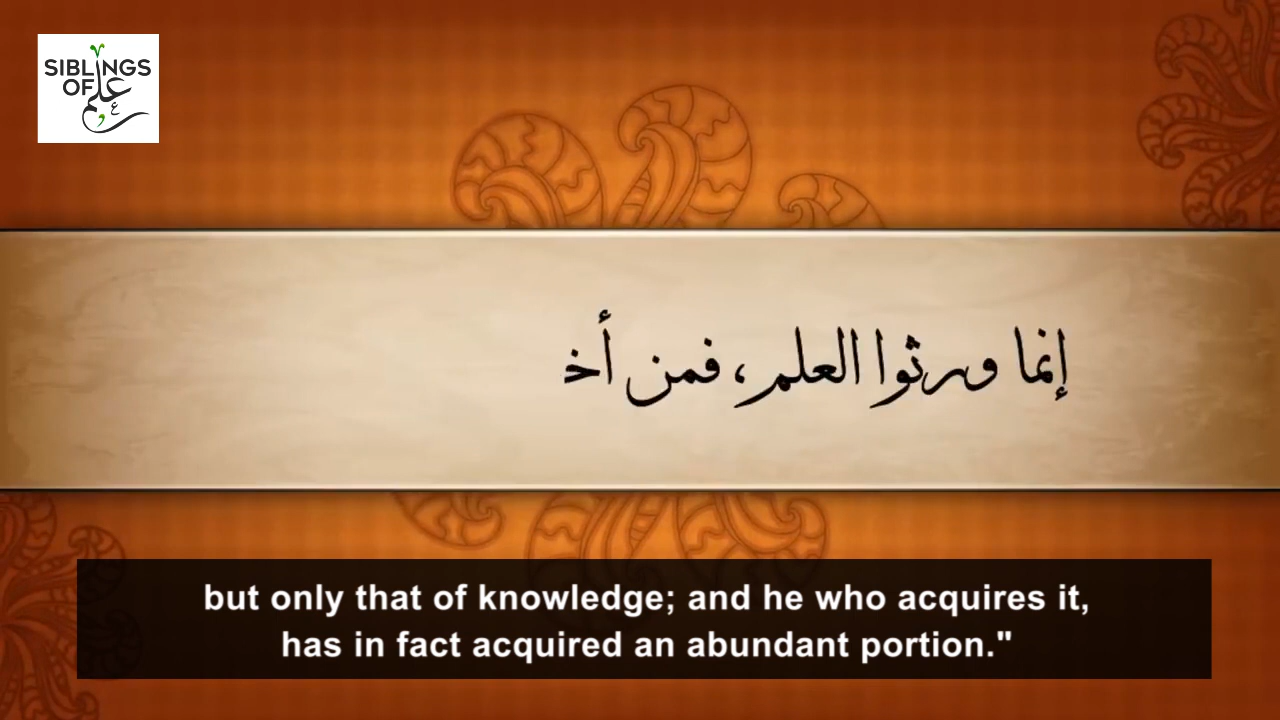 SIBLINGS
OF علم
إنما ورثوا العلم، فمن أخ
but only that of knowledge; and he who acquires it,
has in fact acquired an abundant portion."